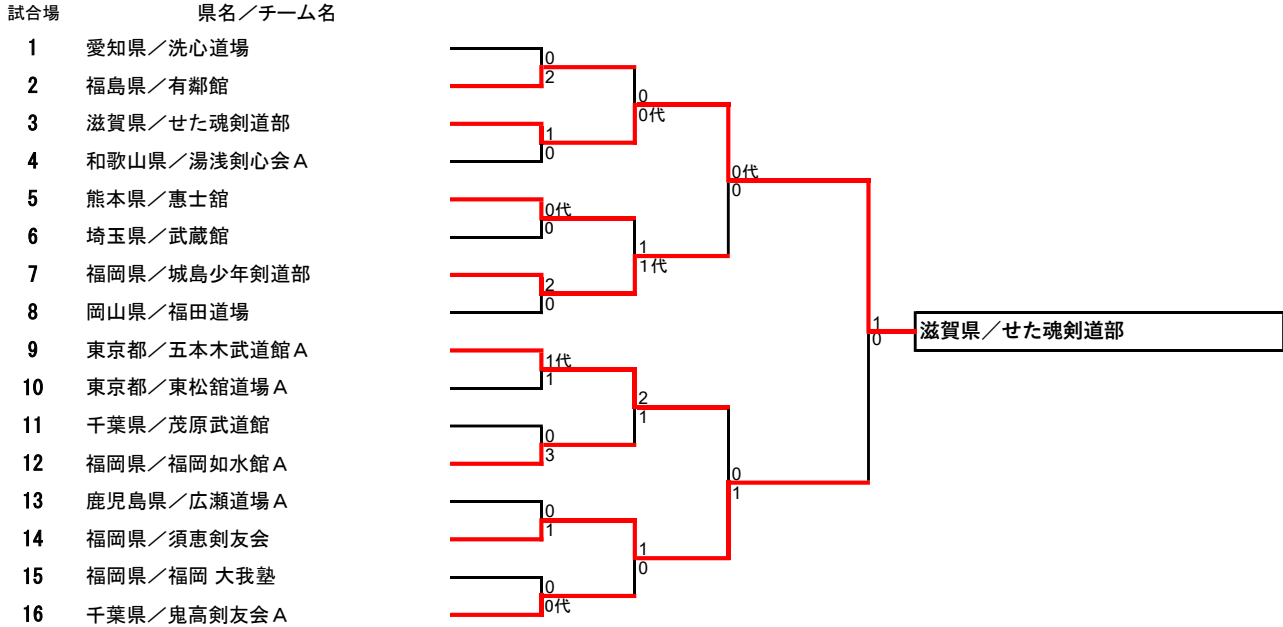 試合場 県名／チーム名
1 愛知県／洗心道場
2 福島県／有鄰館
3 滋賀県／せた魂剣道部
4 和歌山県／湯浅剣心会Ａ
5 熊本県／惠士舘
6 埼玉県／武蔵館
7 福岡県／城島少年剣道部
8 岡山県／福田道場
9 東京都／五本木武道館Ａ
10 東京都／東松舘道場Ａ
11 千葉県／茂原武道館
12 福岡県／福岡如水館Ａ
13 鹿児島県／広瀬道場Ａ
14 福岡県／須恵剣友会
15 福岡県／福岡 大我塾
16 千葉県／鬼高剣友会Ａ
0
2
1
0
0代
0
2
0
1代
1
0
3
0
1
0
0代
0
0代
1
1代
2
1
1
0
0代
0
0
1
1
0
滋賀県／せた魂剣道部